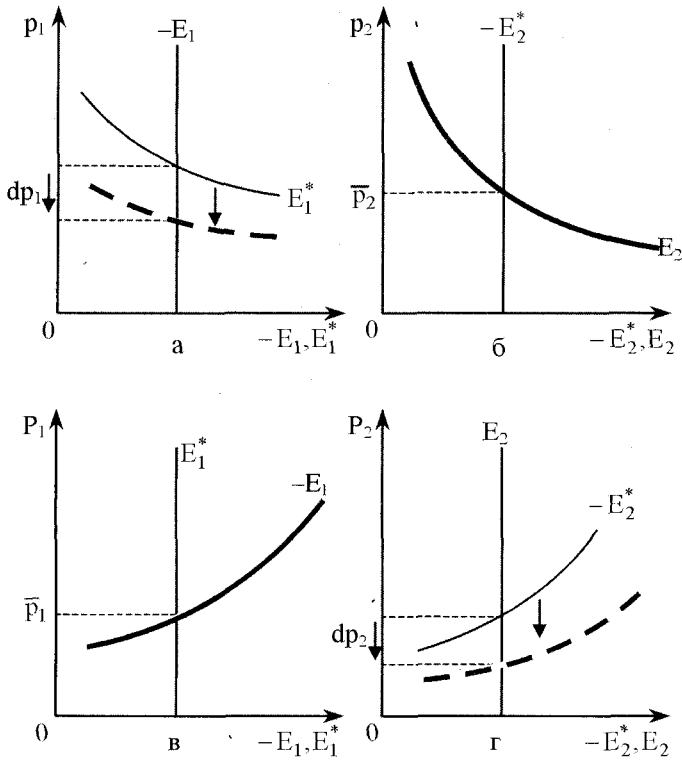 p₁
–E₁
E₁*
dp₁
0
–E₁, E₁*
а
p₂
–E₂*
p̅₂
E₂
0
–E₂*, E₂
б
P₁
E₁*
–E₁
p̅₁
0
–E₁, E₁*
в
P₂
E₂
–E₂*
dp₂
0
–E₂*, E₂
г